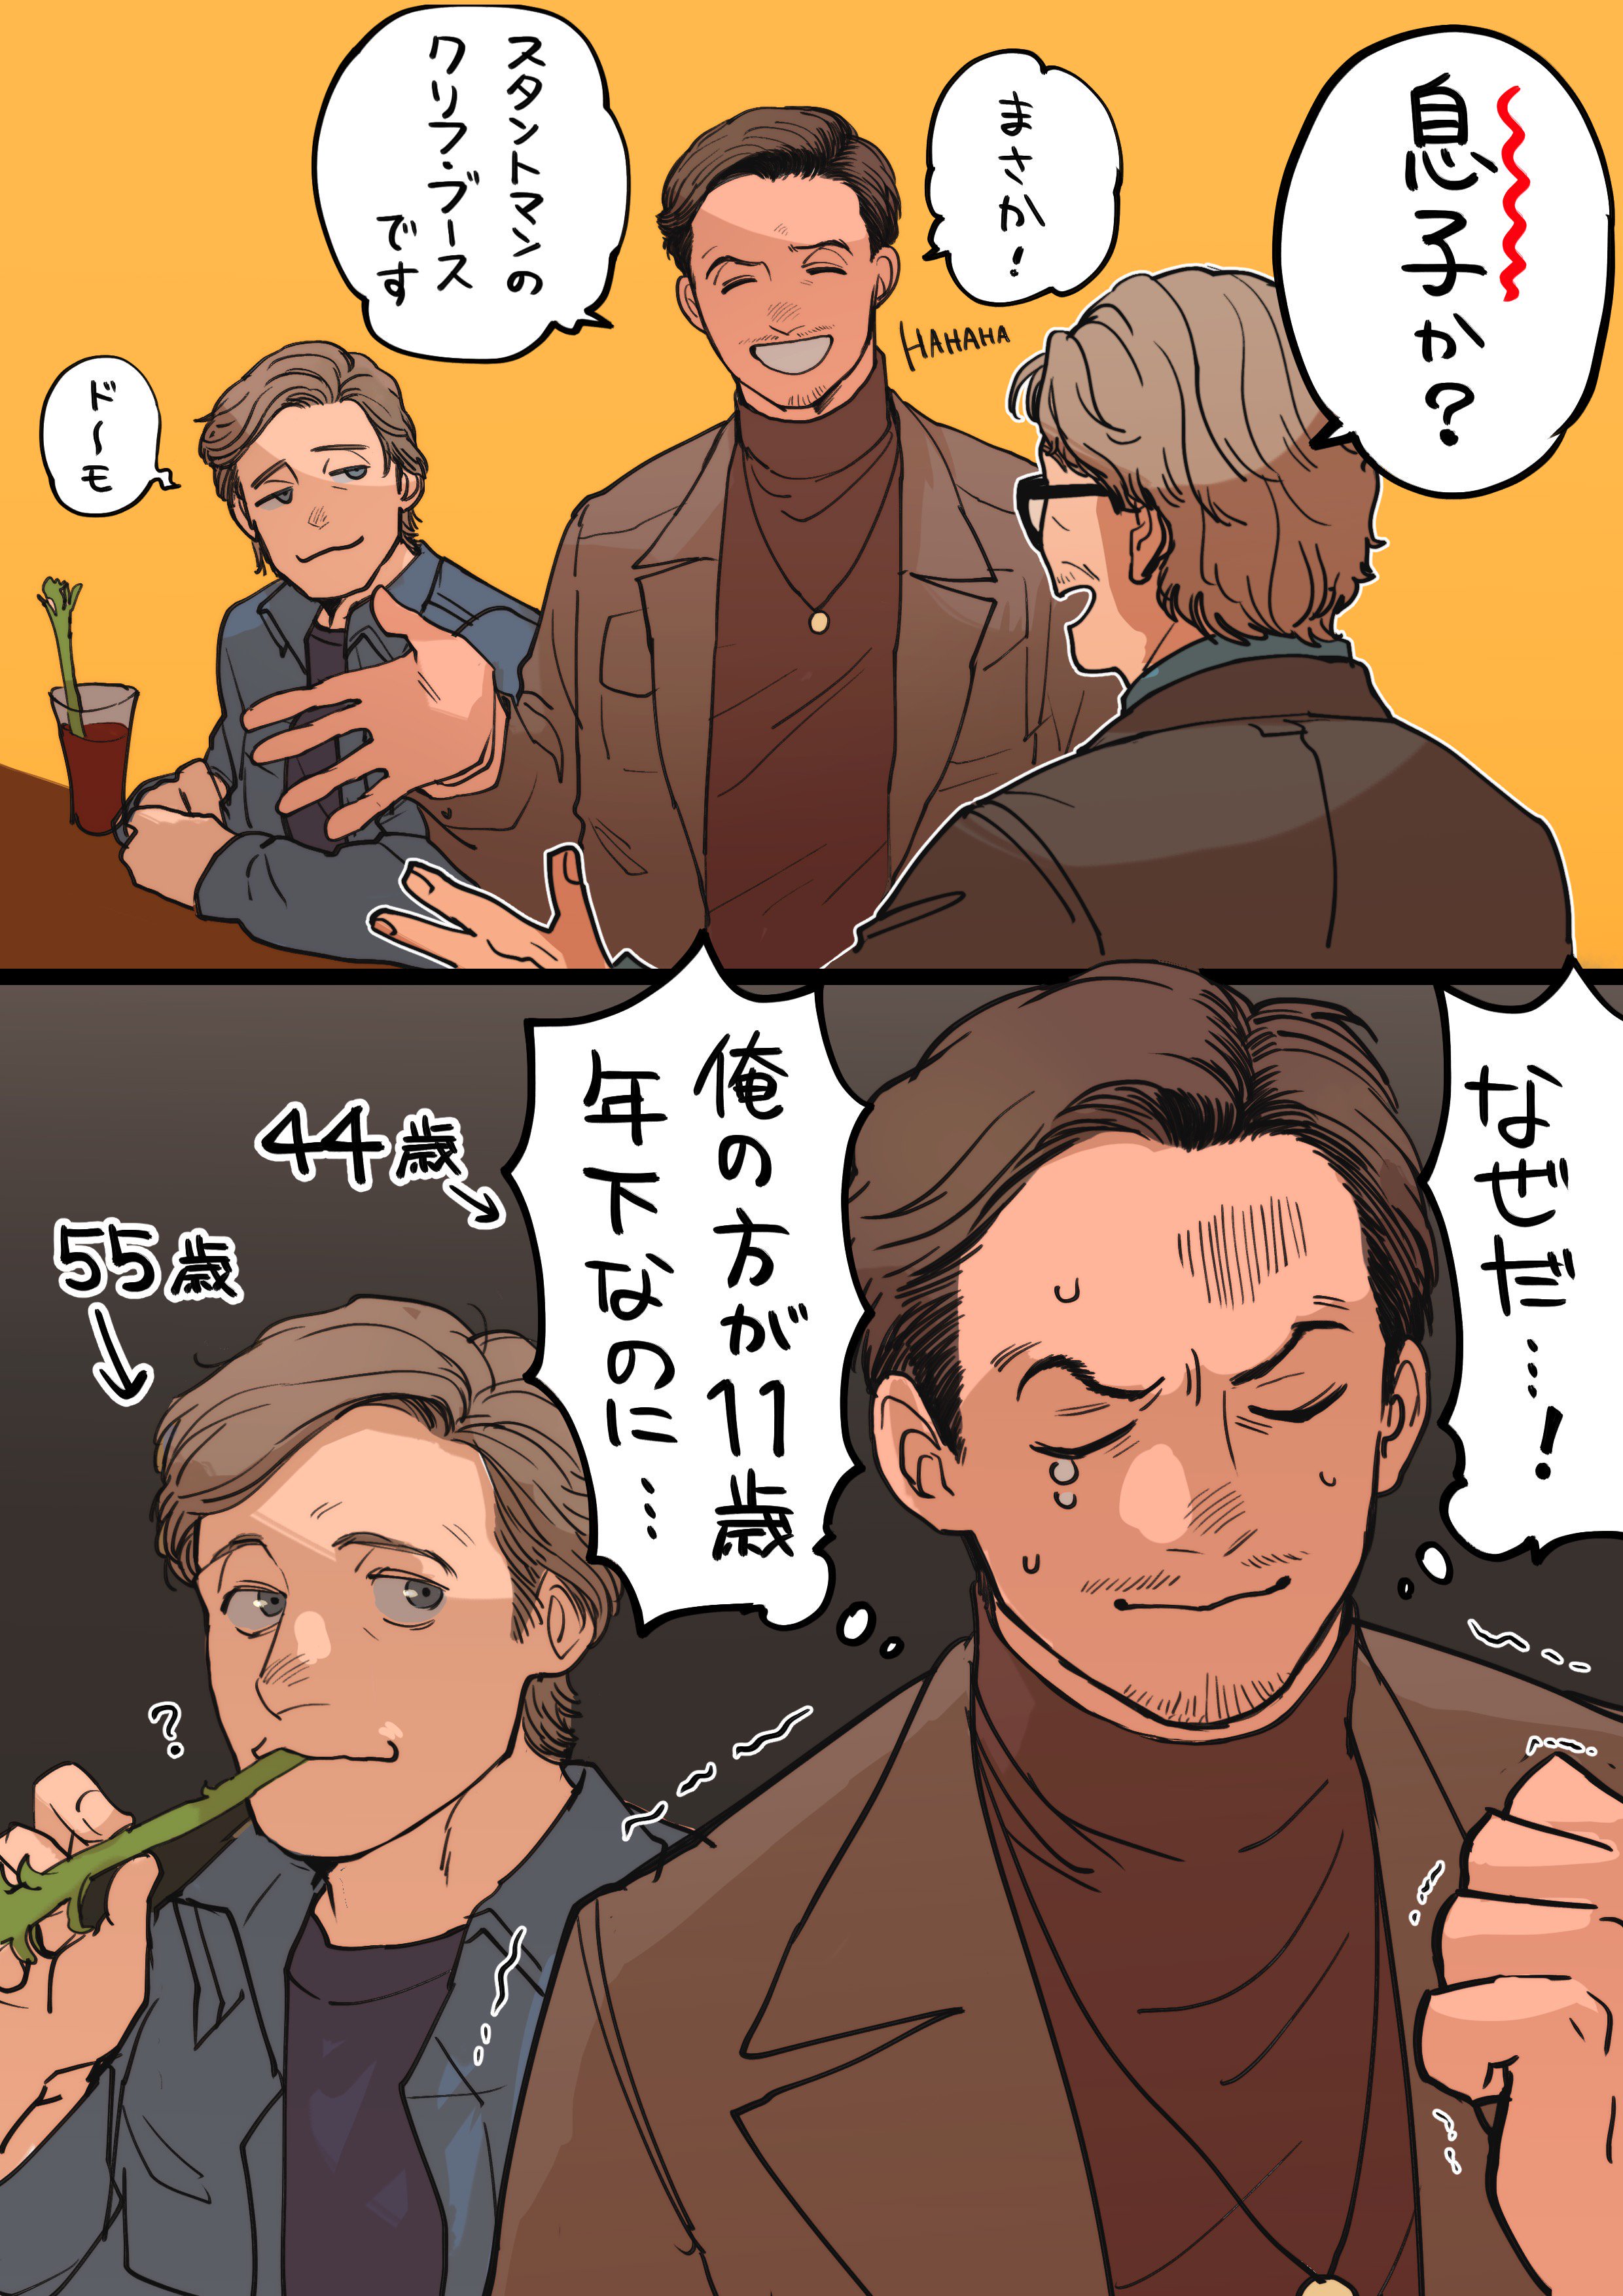 息子か?
まさか!
HAHAHA
スタントマンの
クリフ・ブース
です
ド〜モ
なぜだ……!
俺の方が11歳
年下なのに…
44歳
55歳
?